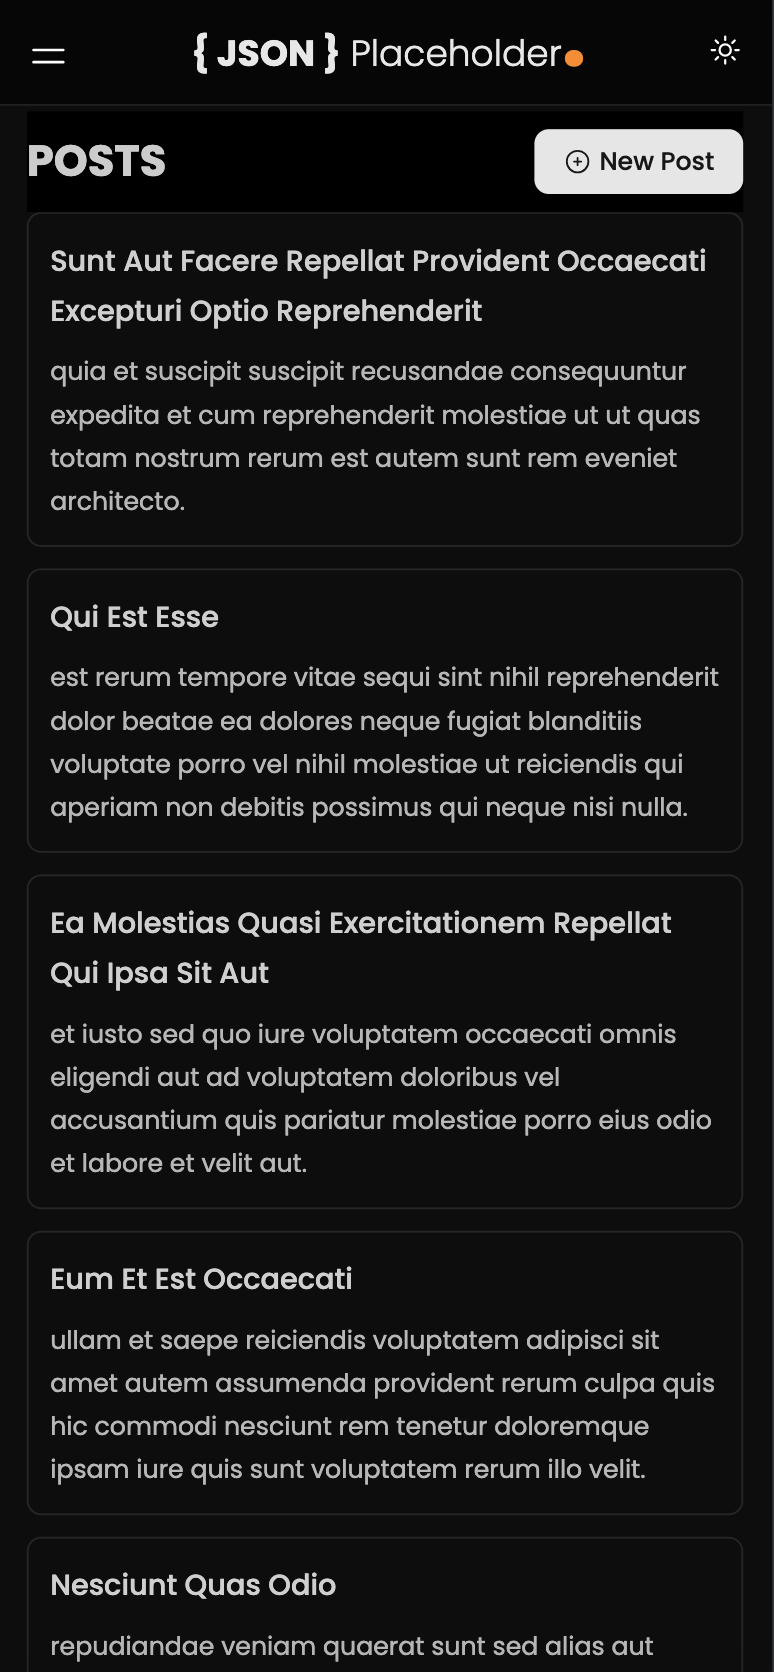 { JSON } Placeholder
POSTS
New Post
Sunt Aut Facere Repellat Provident Occaecati
Excepturi Optio Reprehenderit
quia et suscipit suscipit recusandae consequuntur
expedita et cum reprehenderit molestiae ut ut quas
totam nostrum rerum est autem sunt rem eveniet
architecto.
Qui Est Esse
est rerum tempore vitae sequi sint nihil reprehenderit
dolor beatae ea dolores neque fugiat blanditiis
voluptate porro vel nihil molestiae ut reiciendis qui
aperiam non debitis possimus qui neque nisi nulla.
Ea Molestias Quasi Exercitationem Repellat
Qui Ipsa Sit Aut
et iusto sed quo iure voluptatem occaecati omnis
eligendi aut ad voluptatem doloribus vel
accusantium quis pariatur molestiae porro eius odio
et labore et velit aut.
Eum Et Est Occaecati
ullam et saepe reiciendis voluptatem adipisci sit
amet autem assumenda provident rerum culpa quis
hic commodi nesciunt rem tenetur doloremque
ipsam iure quis sunt voluptatem rerum illo velit.
Nesciunt Quas Odio
repudiandae veniam quaerat sunt sed alias aut